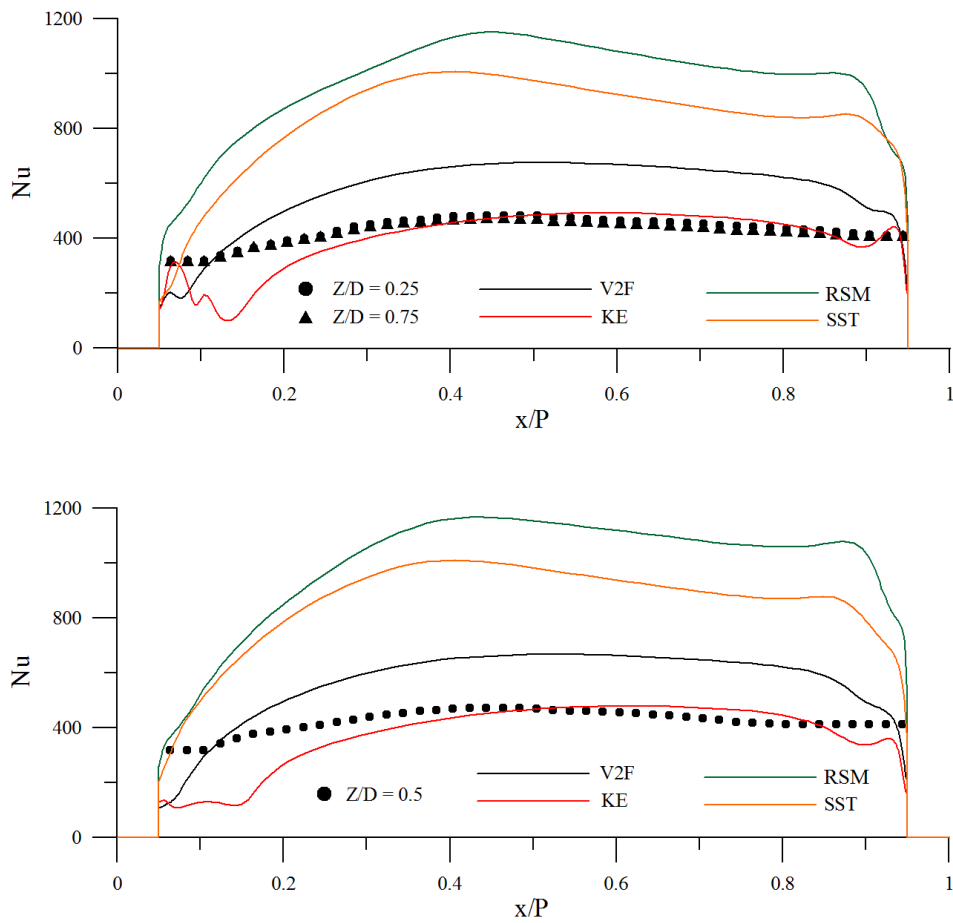 1200
800
Nu
400
Z/D = 0.25 V2F RSM
Z/D = 0.75 KE SST
0
0 0.2 0.4 0.6 0.8 1
x/P
1200
800
Nu
400
Z/D = 0.5 V2F RSM
KE SST
0
0 0.2 0.4 0.6 0.8 1
x/P